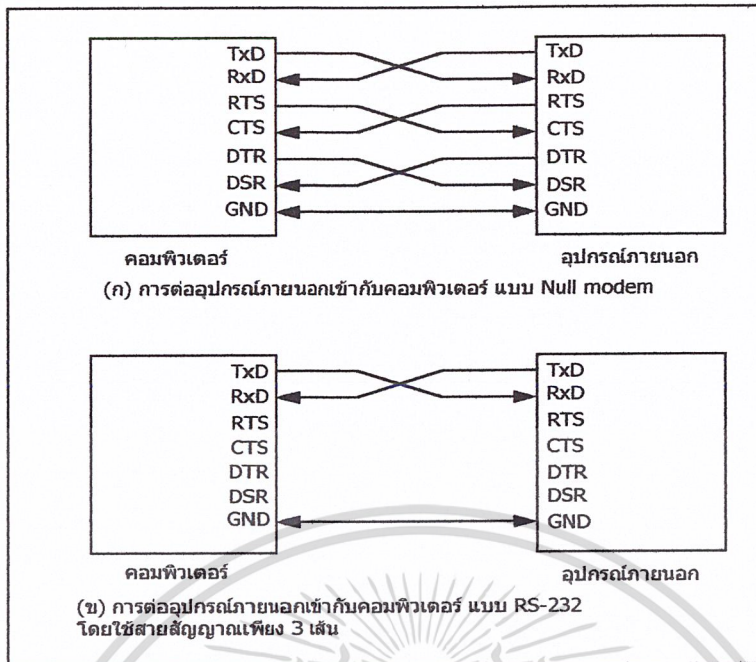 TxD TxD
RxD RxD
RTS RTS
CTS CTS
DTR DTR
DSR DSR
GND GND
คอมพิวเตอร์ อุปกรณ์ภายนอก
(ก) การต่ออุปกรณ์ภายนอกเข้ากับคอมพิวเตอร์ แบบ Null modem
TxD TxD
RxD RxD
RTS RTS
CTS CTS
DTR DTR
DSR DSR
GND GND
คอมพิวเตอร์ อุปกรณ์ภายนอก
(ข) การต่ออุปกรณ์ภายนอกเข้ากับคอมพิวเตอร์ แบบ RS-232
โดยใช้สายสัญญาณเพียง 3 เส้น